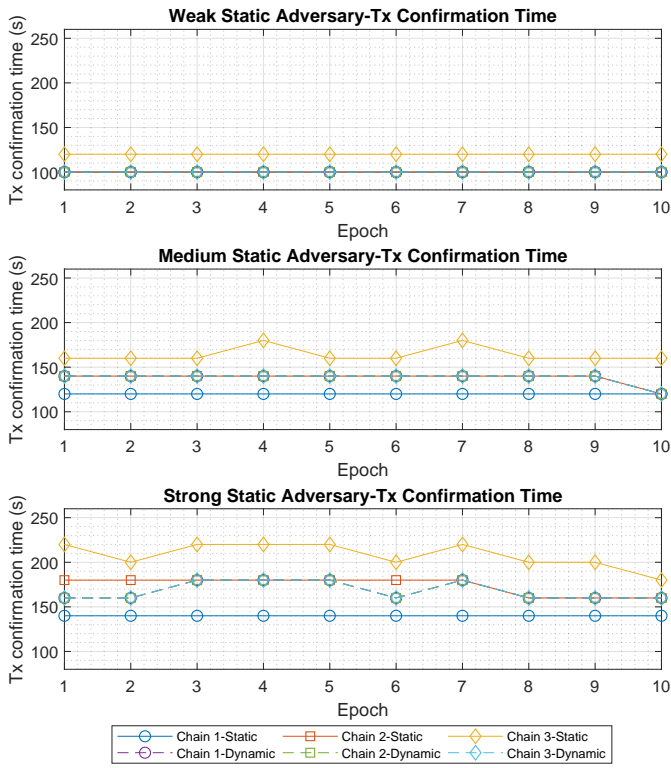 Weak Static Adversary-Tx Confirmation Time
Tx confirmation time (s)
250
200
150
100
1 2 3 4 5 6 7 8 9 10
Epoch
Medium Static Adversary-Tx Confirmation Time
Tx confirmation time (s)
250
200
150
100
1 2 3 4 5 6 7 8 9 10
Epoch
Strong Static Adversary-Tx Confirmation Time
Tx confirmation time (s)
250
200
150
100
1 2 3 4 5 6 7 8 9 10
Epoch
Chain 1-Static Chain 2-Static Chain 3-Static
Chain 1-Dynamic Chain 2-Dynamic Chain 3-Dynamic